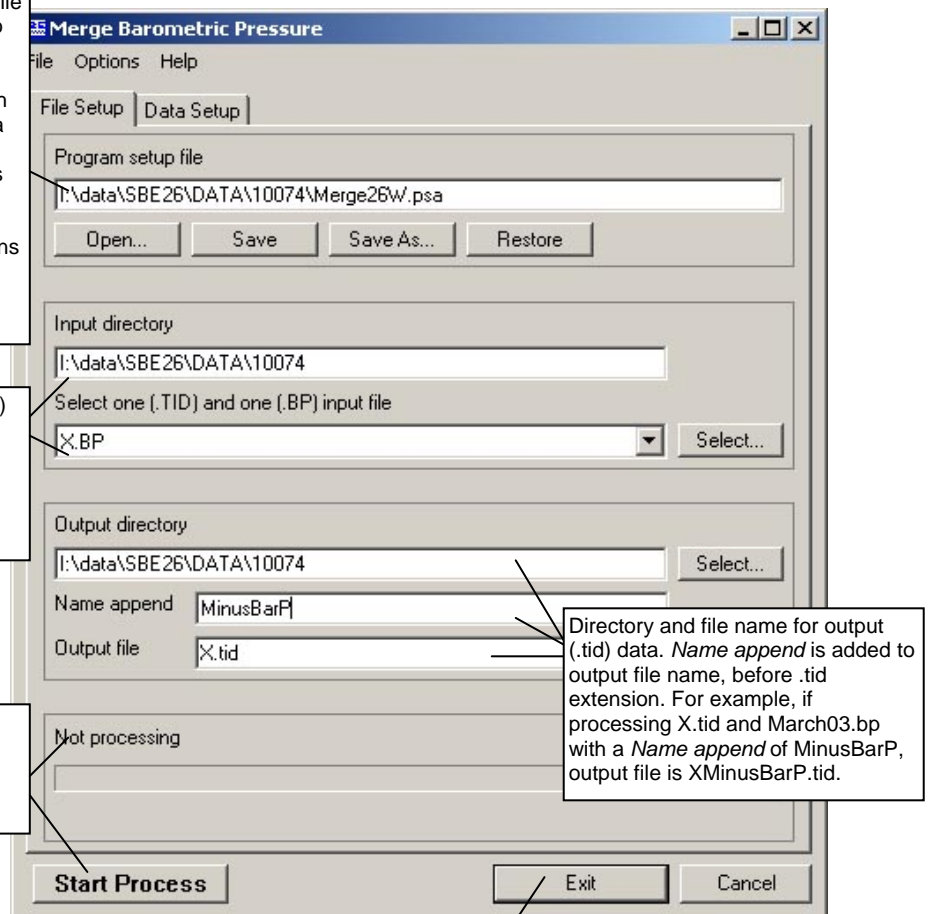 Merge Barometric Pressure
File Options Help
File Setup Data Setup
Program setup file
I:\data\SBE26\DATA\10074\Merge26W.psa
Open... Save Save As... Restore
Input directory
I:\data\SBE26\DATA\10074
Select one (.TID) and one (.BP) input file
X.BP
Select...
Output directory
I:\data\SBE26\DATA\10074
Select...
Name append MinusBarP
Output file X.tid
Directory and file name for output
(.tid) data. Name append is added to
output file name, before .tid
extension. For example, if
processing X.tid and March03.bp
with a Name append of MinusBarP,
output file is XMinusBarP.tid.
Not processing
Start Process Exit Cancel